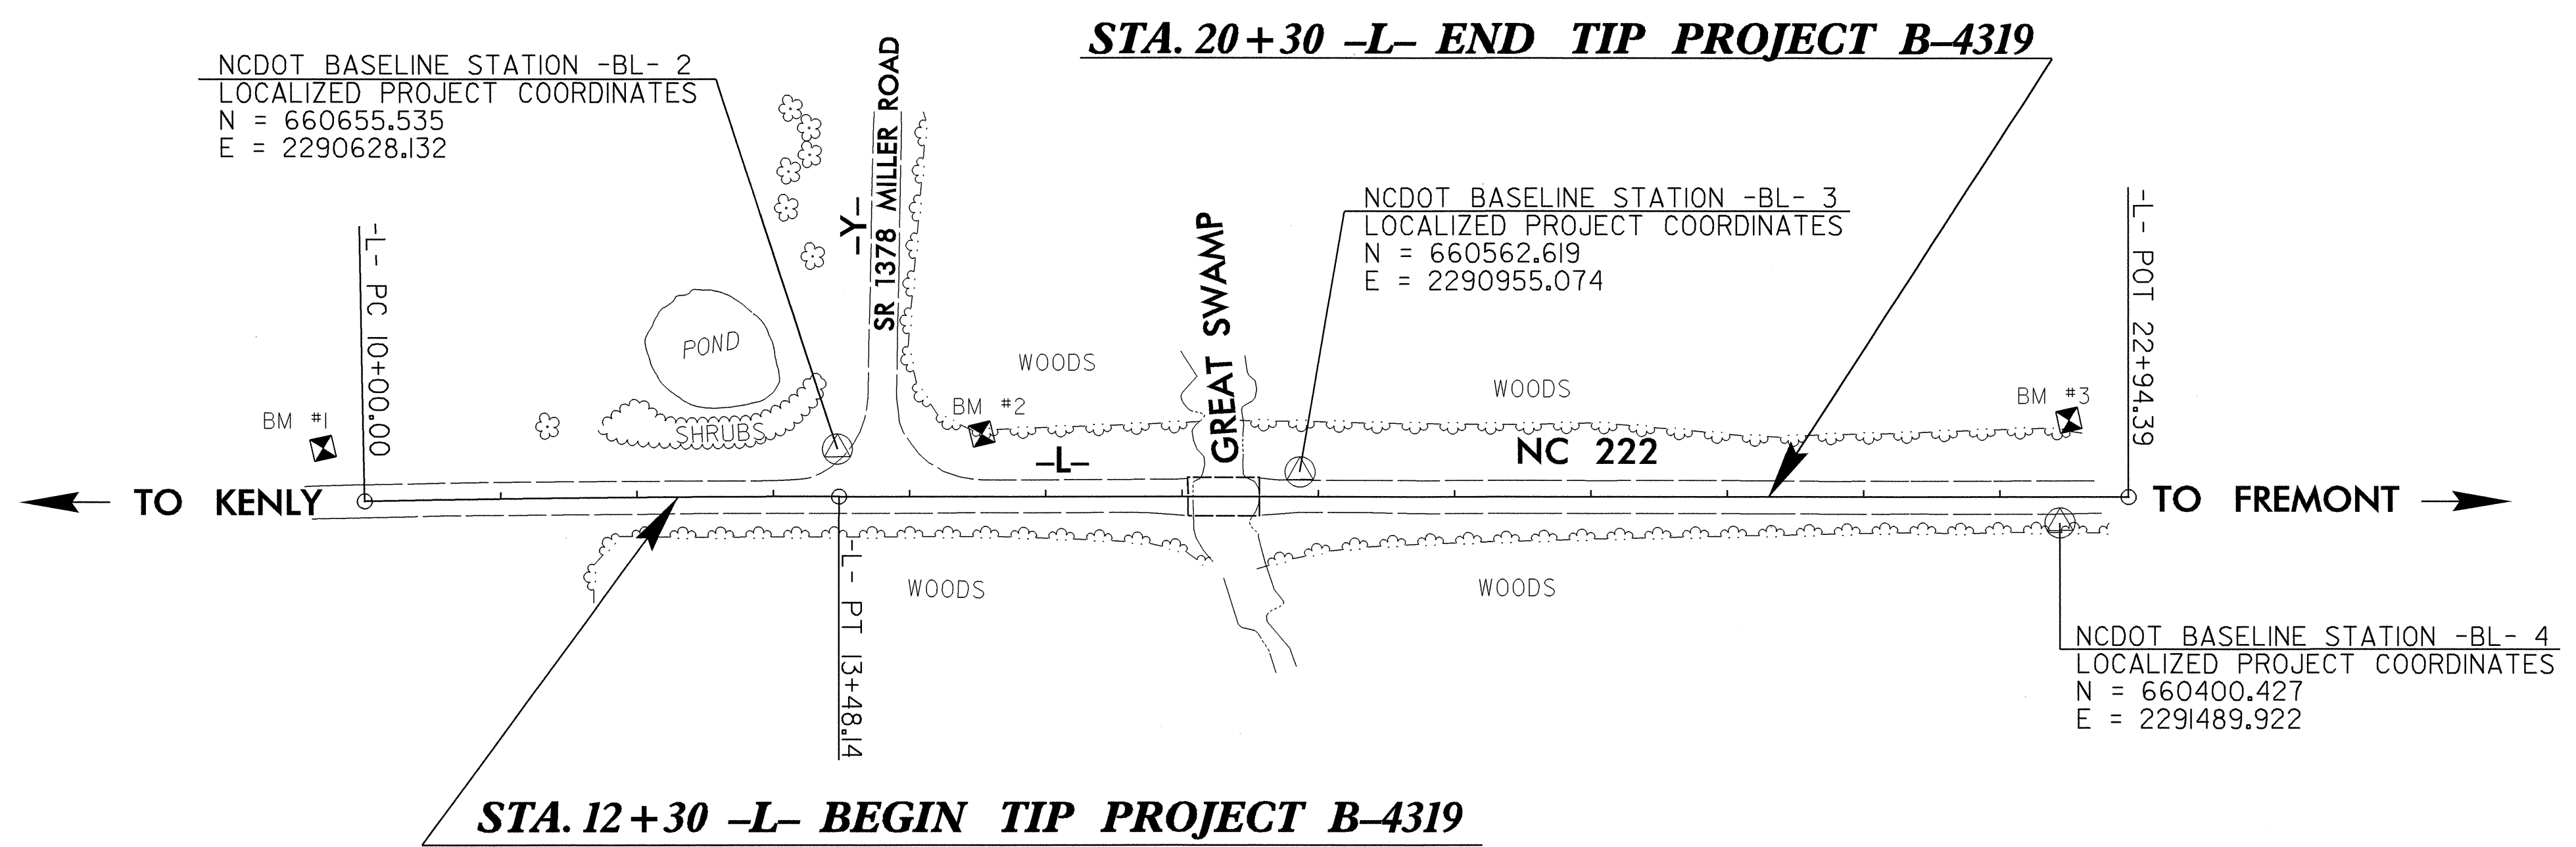 STA. 20+30 -L- END TIP PROJECT B-4319
NCDOT BASELINE STATION -BL- 2
LOCALIZED PROJECT COORDINATES
N = 660655.535
E = 2290628.132
-Y-
SR 1378 MILLER ROAD
NCDOT BASELINE STATION -BL- 3
LOCALIZED PROJECT COORDINATES
N = 660562.619
E = 2290955.074
-L- PC 10+00.00
GREAT SWAMP
-L- POT 22+94.39
POND
WOODS
WOODS
BM #1
SHRUBS
BM #2
BM #3
-L-
NC 222
TO KENLY
TO FREMONT
WOODS
WOODS
-L- PT 13+48.14
NCDOT BASELINE STATION -BL- 4
LOCALIZED PROJECT COORDINATES
N = 660400.427
E = 2291489.922
STA. 12+30 -L- BEGIN TIP PROJECT B-4319